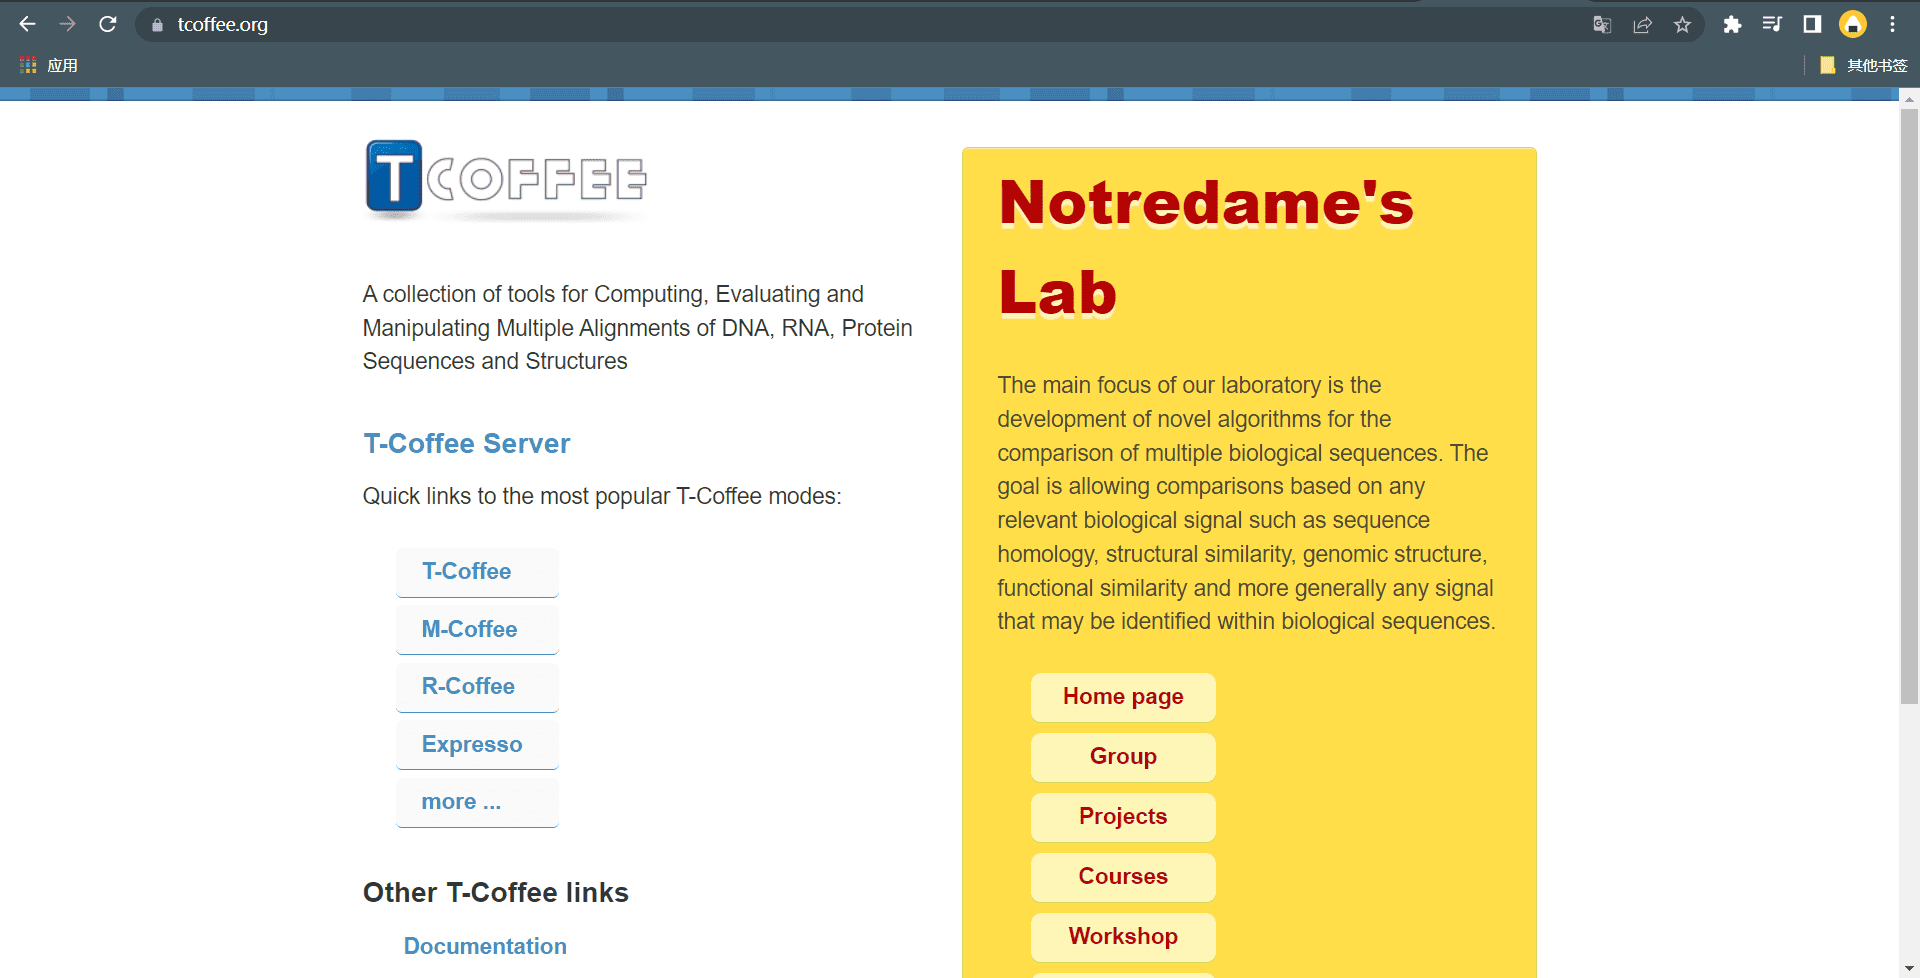 tcoffee.org
应用
其他书签
TCOFFEE
A collection of tools for Computing, Evaluating and
Manipulating Multiple Alignments of DNA, RNA, Protein
Sequences and Structures
T-Coffee Server
Quick links to the most popular T-Coffee modes:
T-Coffee
M-Coffee
R-Coffee
Expresso
more ...
Other T-Coffee links
Documentation
Notredame's
Lab
The main focus of our laboratory is the
development of novel algorithms for the
comparison of multiple biological sequences. The
goal is allowing comparisons based on any
relevant biological signal such as sequence
homology, structural similarity, genomic structure,
functional similarity and more generally any signal
that may be identified within biological sequences.
Home page
Group
Projects
Courses
Workshop